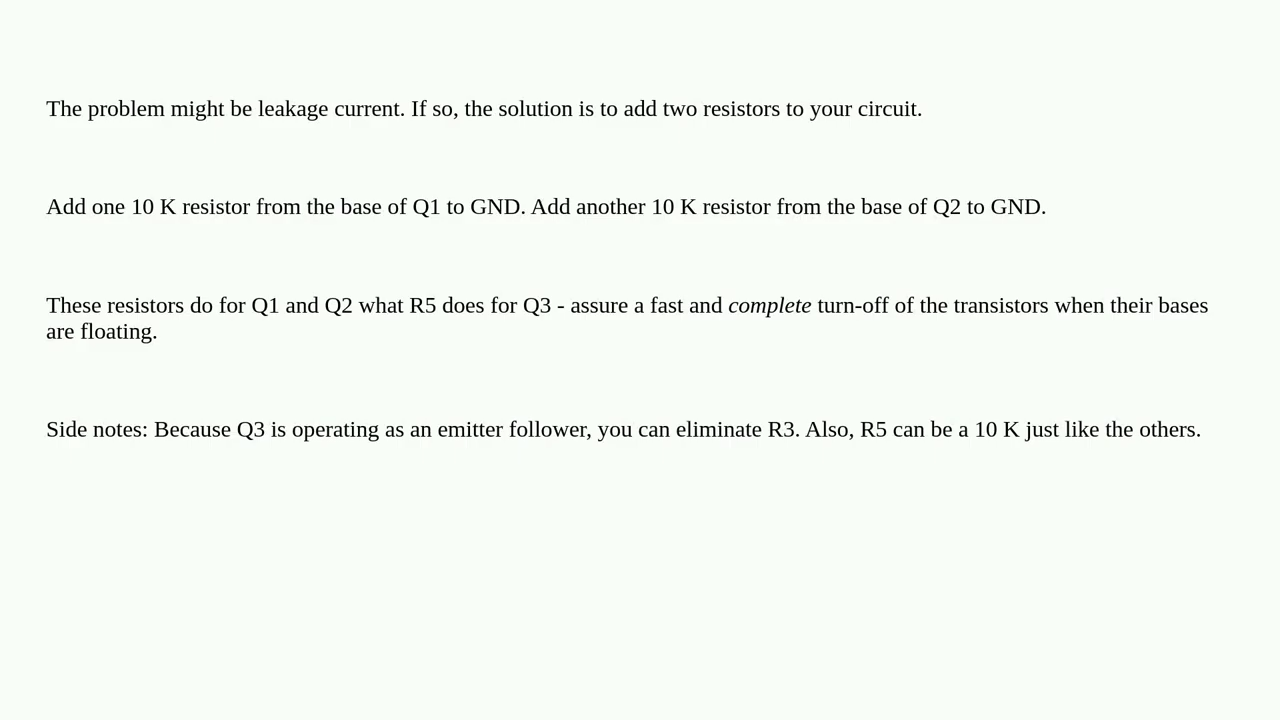 The problem might be leakage current. If so, the solution is to add two resistors to your circuit.
Add one 10 K resistor from the base of Q1 to GND. Add another 10 K resistor from the base of Q2 to GND.
These resistors do for Q1 and Q2 what R5 does for Q3 - assure a fast and complete turn-off of the transistors when their bases
are floating.
Side notes: Because Q3 is operating as an emitter follower, you can eliminate R3. Also, R5 can be a 10 K just like the others.